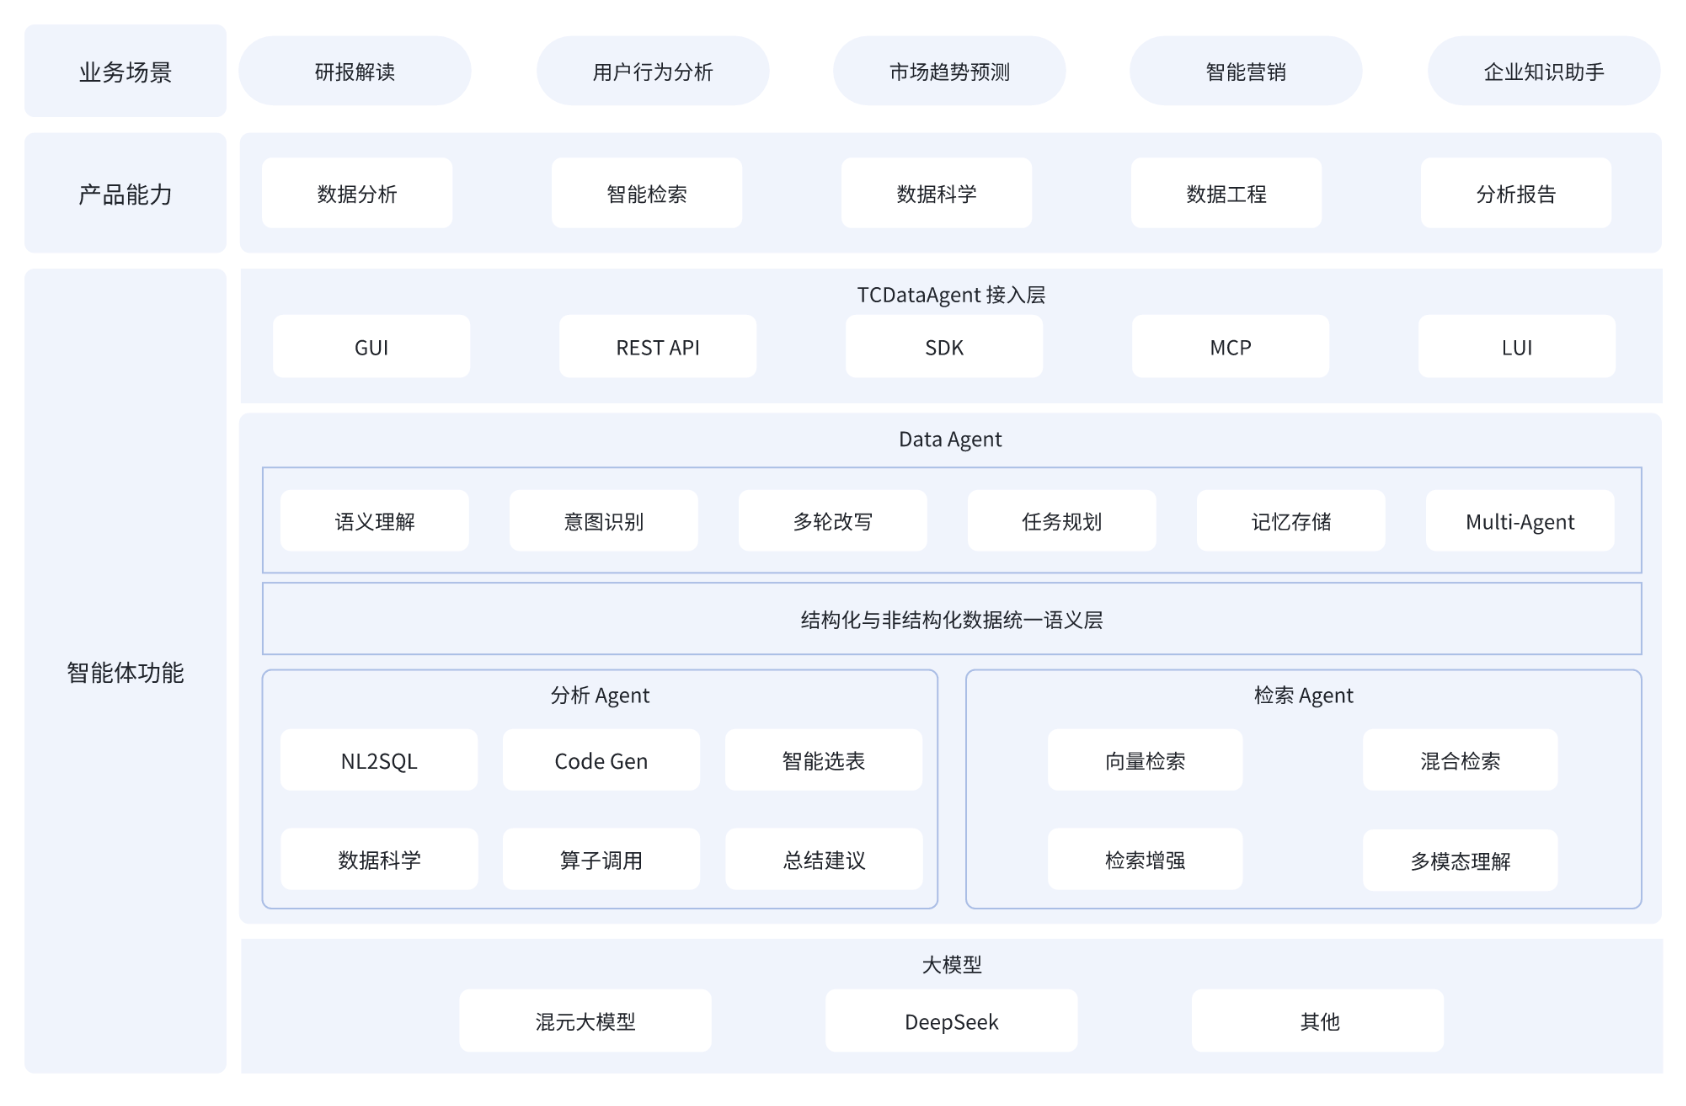 业务场景
研报解读
用户行为分析
市场趋势预测
智能营销
企业知识助手
产品能力
数据分析
智能检索
数据科学
数据工程
分析报告
智能体功能
TCDataAgent 接入层
GUI
REST API
SDK
MCP
LUI
Data Agent
语义理解
意图识别
多轮改写
任务规划
记忆存储
Multi-Agent
结构化与非结构化数据统一语义层
分析 Agent
NL2SQL
Code Gen
智能选表
数据科学
算子调用
总结建议
检索 Agent
向量检索
混合检索
检索增强
多模态理解
大模型
混元大模型
DeepSeek
其他